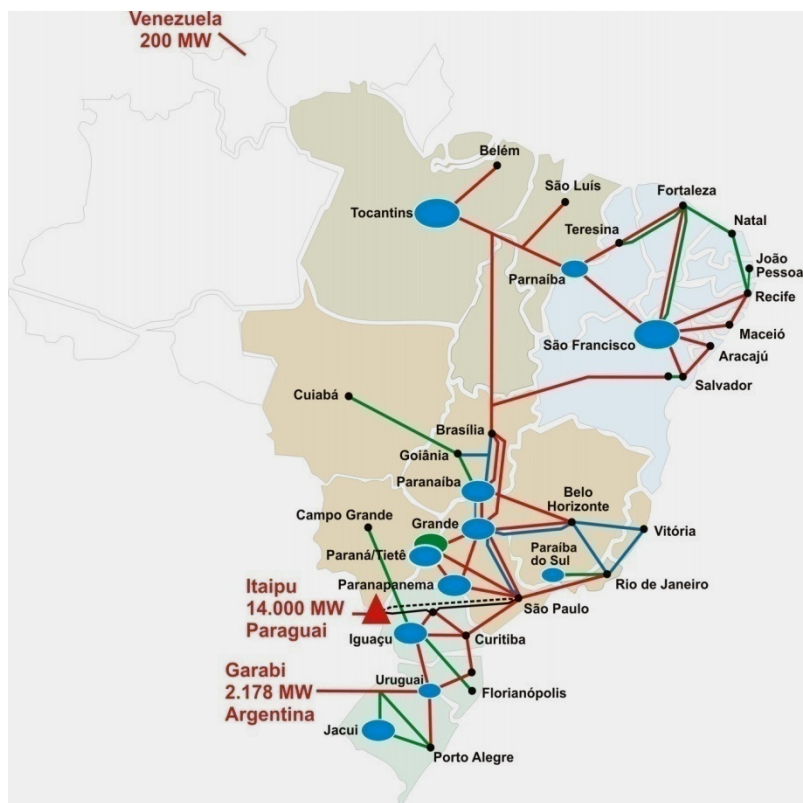 Venezuela
200 MW
Belém
São Luís
Fortaleza
Tocantins
Teresina
Natal
João
Pessoa
Parnaíba
Recife
São Francisco
Maceió
Aracajú
Salvador
Cuiabá
Brasília
Goiânia
Paranaíba
Belo
Horizonte
Campo Grande
Grande
Vitória
Paraná/Tietê
Paraíba
do Sul
Paranapanema
Rio de Janeiro
Itaipu
14.000 MW
Paraguai
São Paulo
Iguaçu
Curitiba
Garabi
2.178 MW
Argentina
Uruguai
Florianópolis
Jacui
Porto Alegre